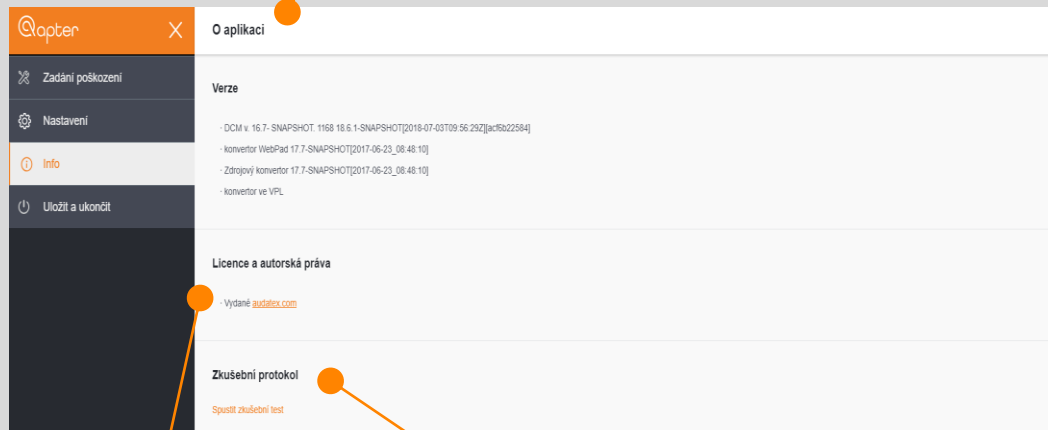 Qapter
O aplikaci
Zadání poškození
Nastavení
Info
Uložit a ukončit
Verze
- DCM v. 16.7- SNAPSHOT. 1168 18.6.1-SNAPSHOT[2018-07-03T09:56:29Z][acf6b22584]
- konvertor WebPad 17.7-SNAPSHOT[2017-06-23_08:48:10]
- Zdrojový konvertor 17.7-SNAPSHOT[2017-06-23_08:48:10]
- konvertor ve VPL
Licence a autorská práva
- Vydané audatex.com
Zkušební protokol
Spustit zkušební test